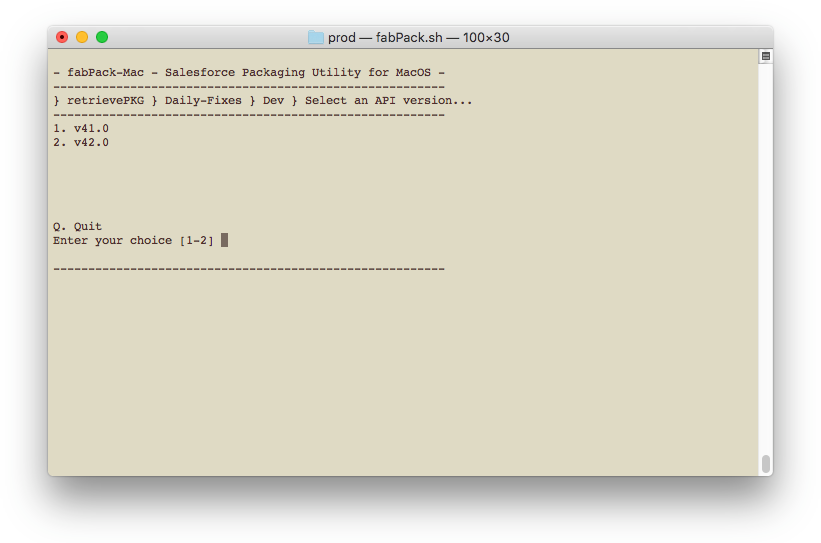 prod — fabPack.sh — 100×30
- fabPack-Mac - Salesforce Packaging Utility for MacOS -
--------------------------------------------------------
} retrievePKG } Daily-Fixes } Dev } Select an API version...
--------------------------------------------------------
1. v41.0
2. v42.0
Q. Quit
Enter your choice [1-2]
--------------------------------------------------------